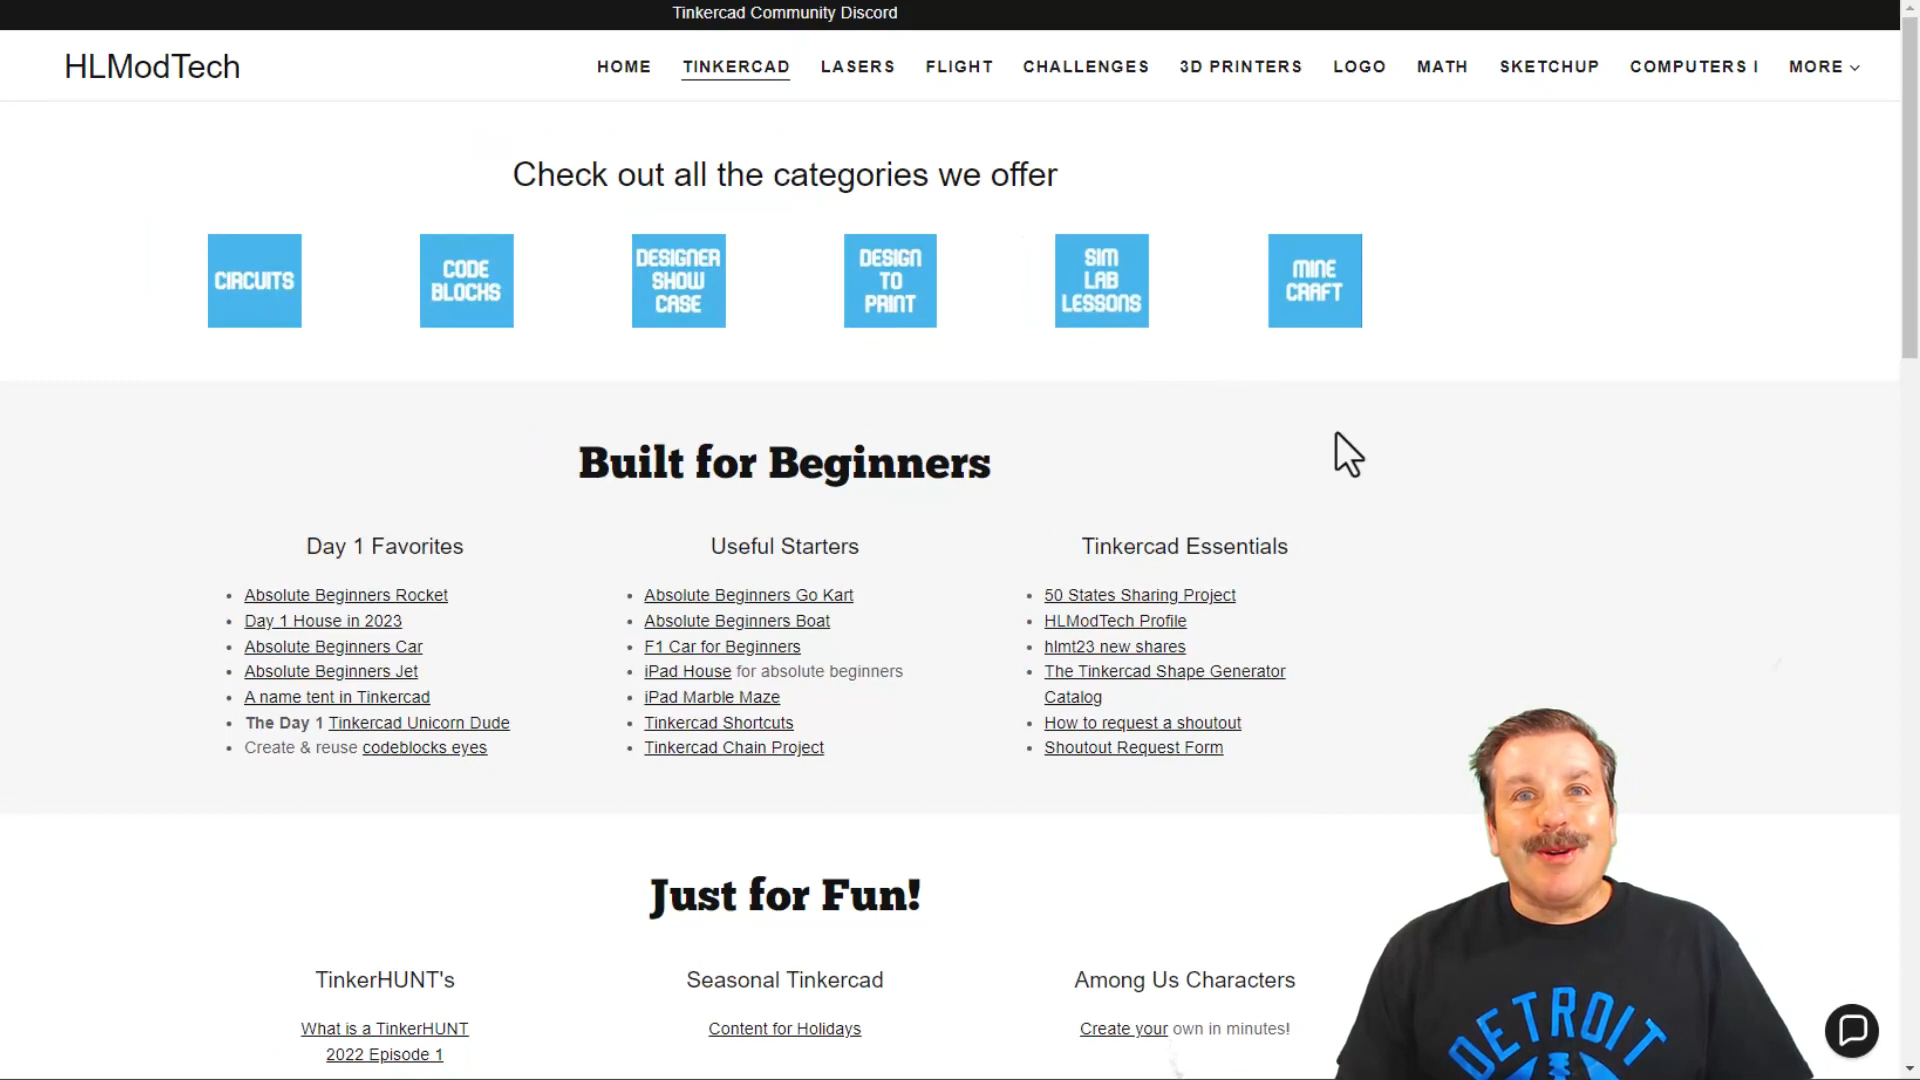 Tinkercad Community Discord
HLModTech
HOME TINKERCAD LASERS FLIGHT CHALLENGES 3D PRINTERS LOGO MATH SKETCHUP COMPUTERS I MORE
Check out all the categories we offer
CIRCUITS
CODE
BLOCKS
DESIGNER
SHOW
CASE
DESIGN
TO
PRINT
SIM
LAB
LESSONS
MINE
CRAFT
Built for Beginners
Day 1 Favorites
Absolute Beginners Rocket
Day 1 House in 2023
Absolute Beginners Car
Absolute Beginners Jet
A name tent in Tinkercad
The Day 1 Tinkercad Unicorn Dude
Create & reuse codeblocks eyes
Useful Starters
Absolute Beginners Go Kart
Absolute Beginners Boat
F1 Car for Beginners
iPad House for absolute beginners
iPad Marble Maze
Tinkercad Shortcuts
Tinkercad Chain Project
Tinkercad Essentials
50 States Sharing Project
HLModTech Profile
hlmt23 new shares
The Tinkercad Shape Generator
Catalog
How to request a shoutout
Shoutout Request Form
Just for Fun!
TinkerHUNT's
What is a TinkerHUNT
2022 Episode 1
Seasonal Tinkercad
Content for Holidays
Among Us Characters
Create your own in minutes!
DETROIT